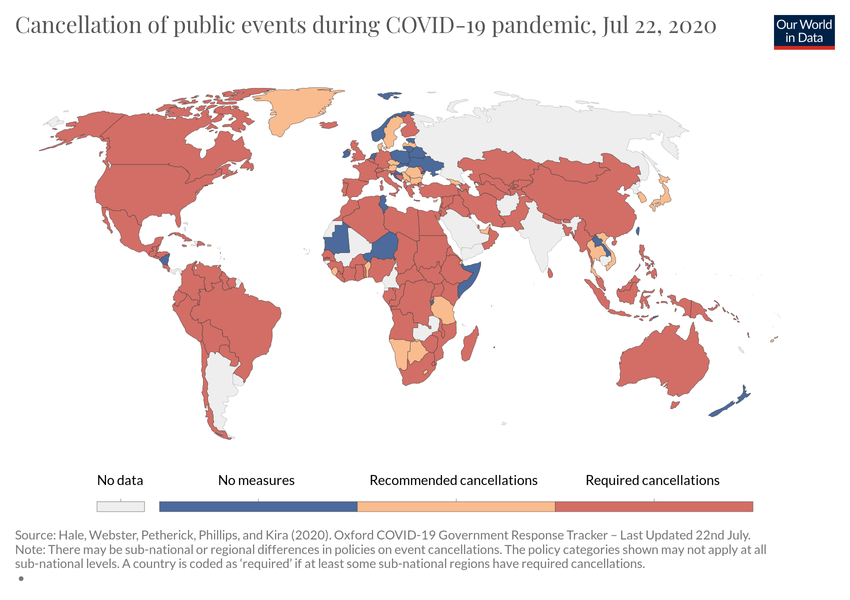 Cancellation of public events during COVID-19 pandemic, Jul 22, 2020
Our World
in Data
No data
No measures
Recommended cancellations
Required cancellations
Source: Hale, Webster, Petherick, Phillips, and Kira (2020). Oxford COVID-19 Government Response Tracker – Last Updated 22nd July.
Note: There may be sub-national or regional differences in policies on event cancellations. The policy categories shown may not apply at all
sub-national levels. A country is coded as 'required' if at least some sub-national regions have required cancellations.
•